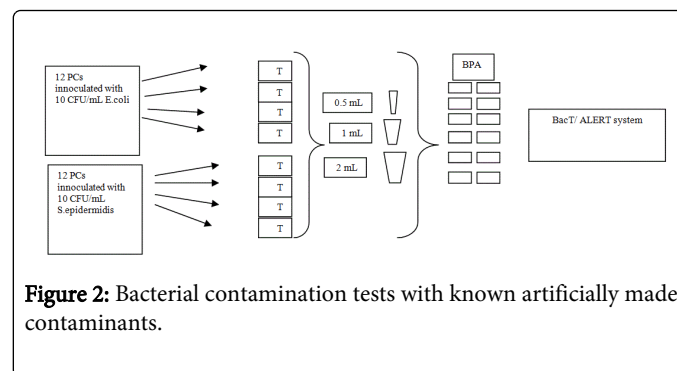 12 PCs
innoculated with
10 CFU/mL E.coli
12 PCs
innoculated with
10 CFU/mL
S.epidermidis
T
T
T
T
T
T
T
T
0.5 mL
1 mL
2 mL
BPA
BacT/ ALERT system
Figure 2: Bacterial contamination tests with known artificially made
contaminants.